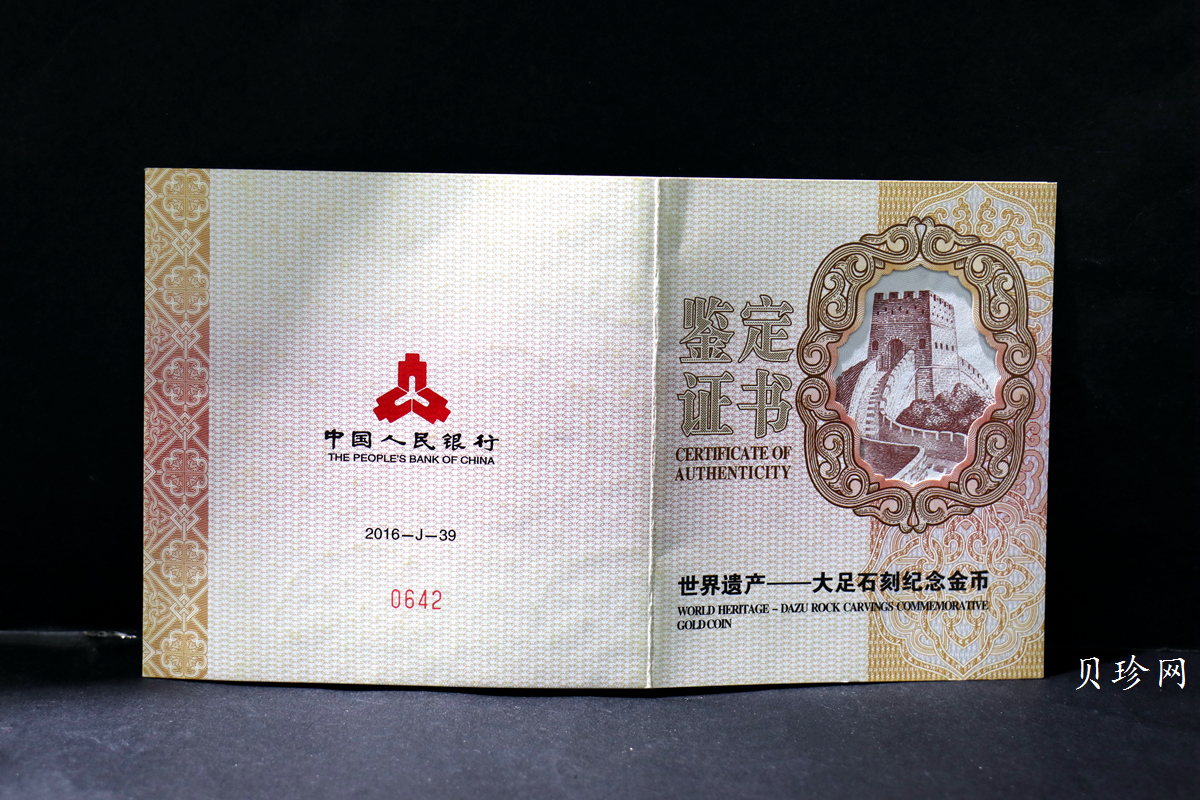 中国人民银行
THE PEOPLE'S BANK OF CHINA
2016—J—39
0642
鉴定
证书
CERTIFICATE OF
AUTHENTICITY
世界遗产——大足石刻纪念金币
WORLD HERITAGE – DAZU ROCK CARVINGS COMMEMORATIVE
GOLD COIN
贝珍网